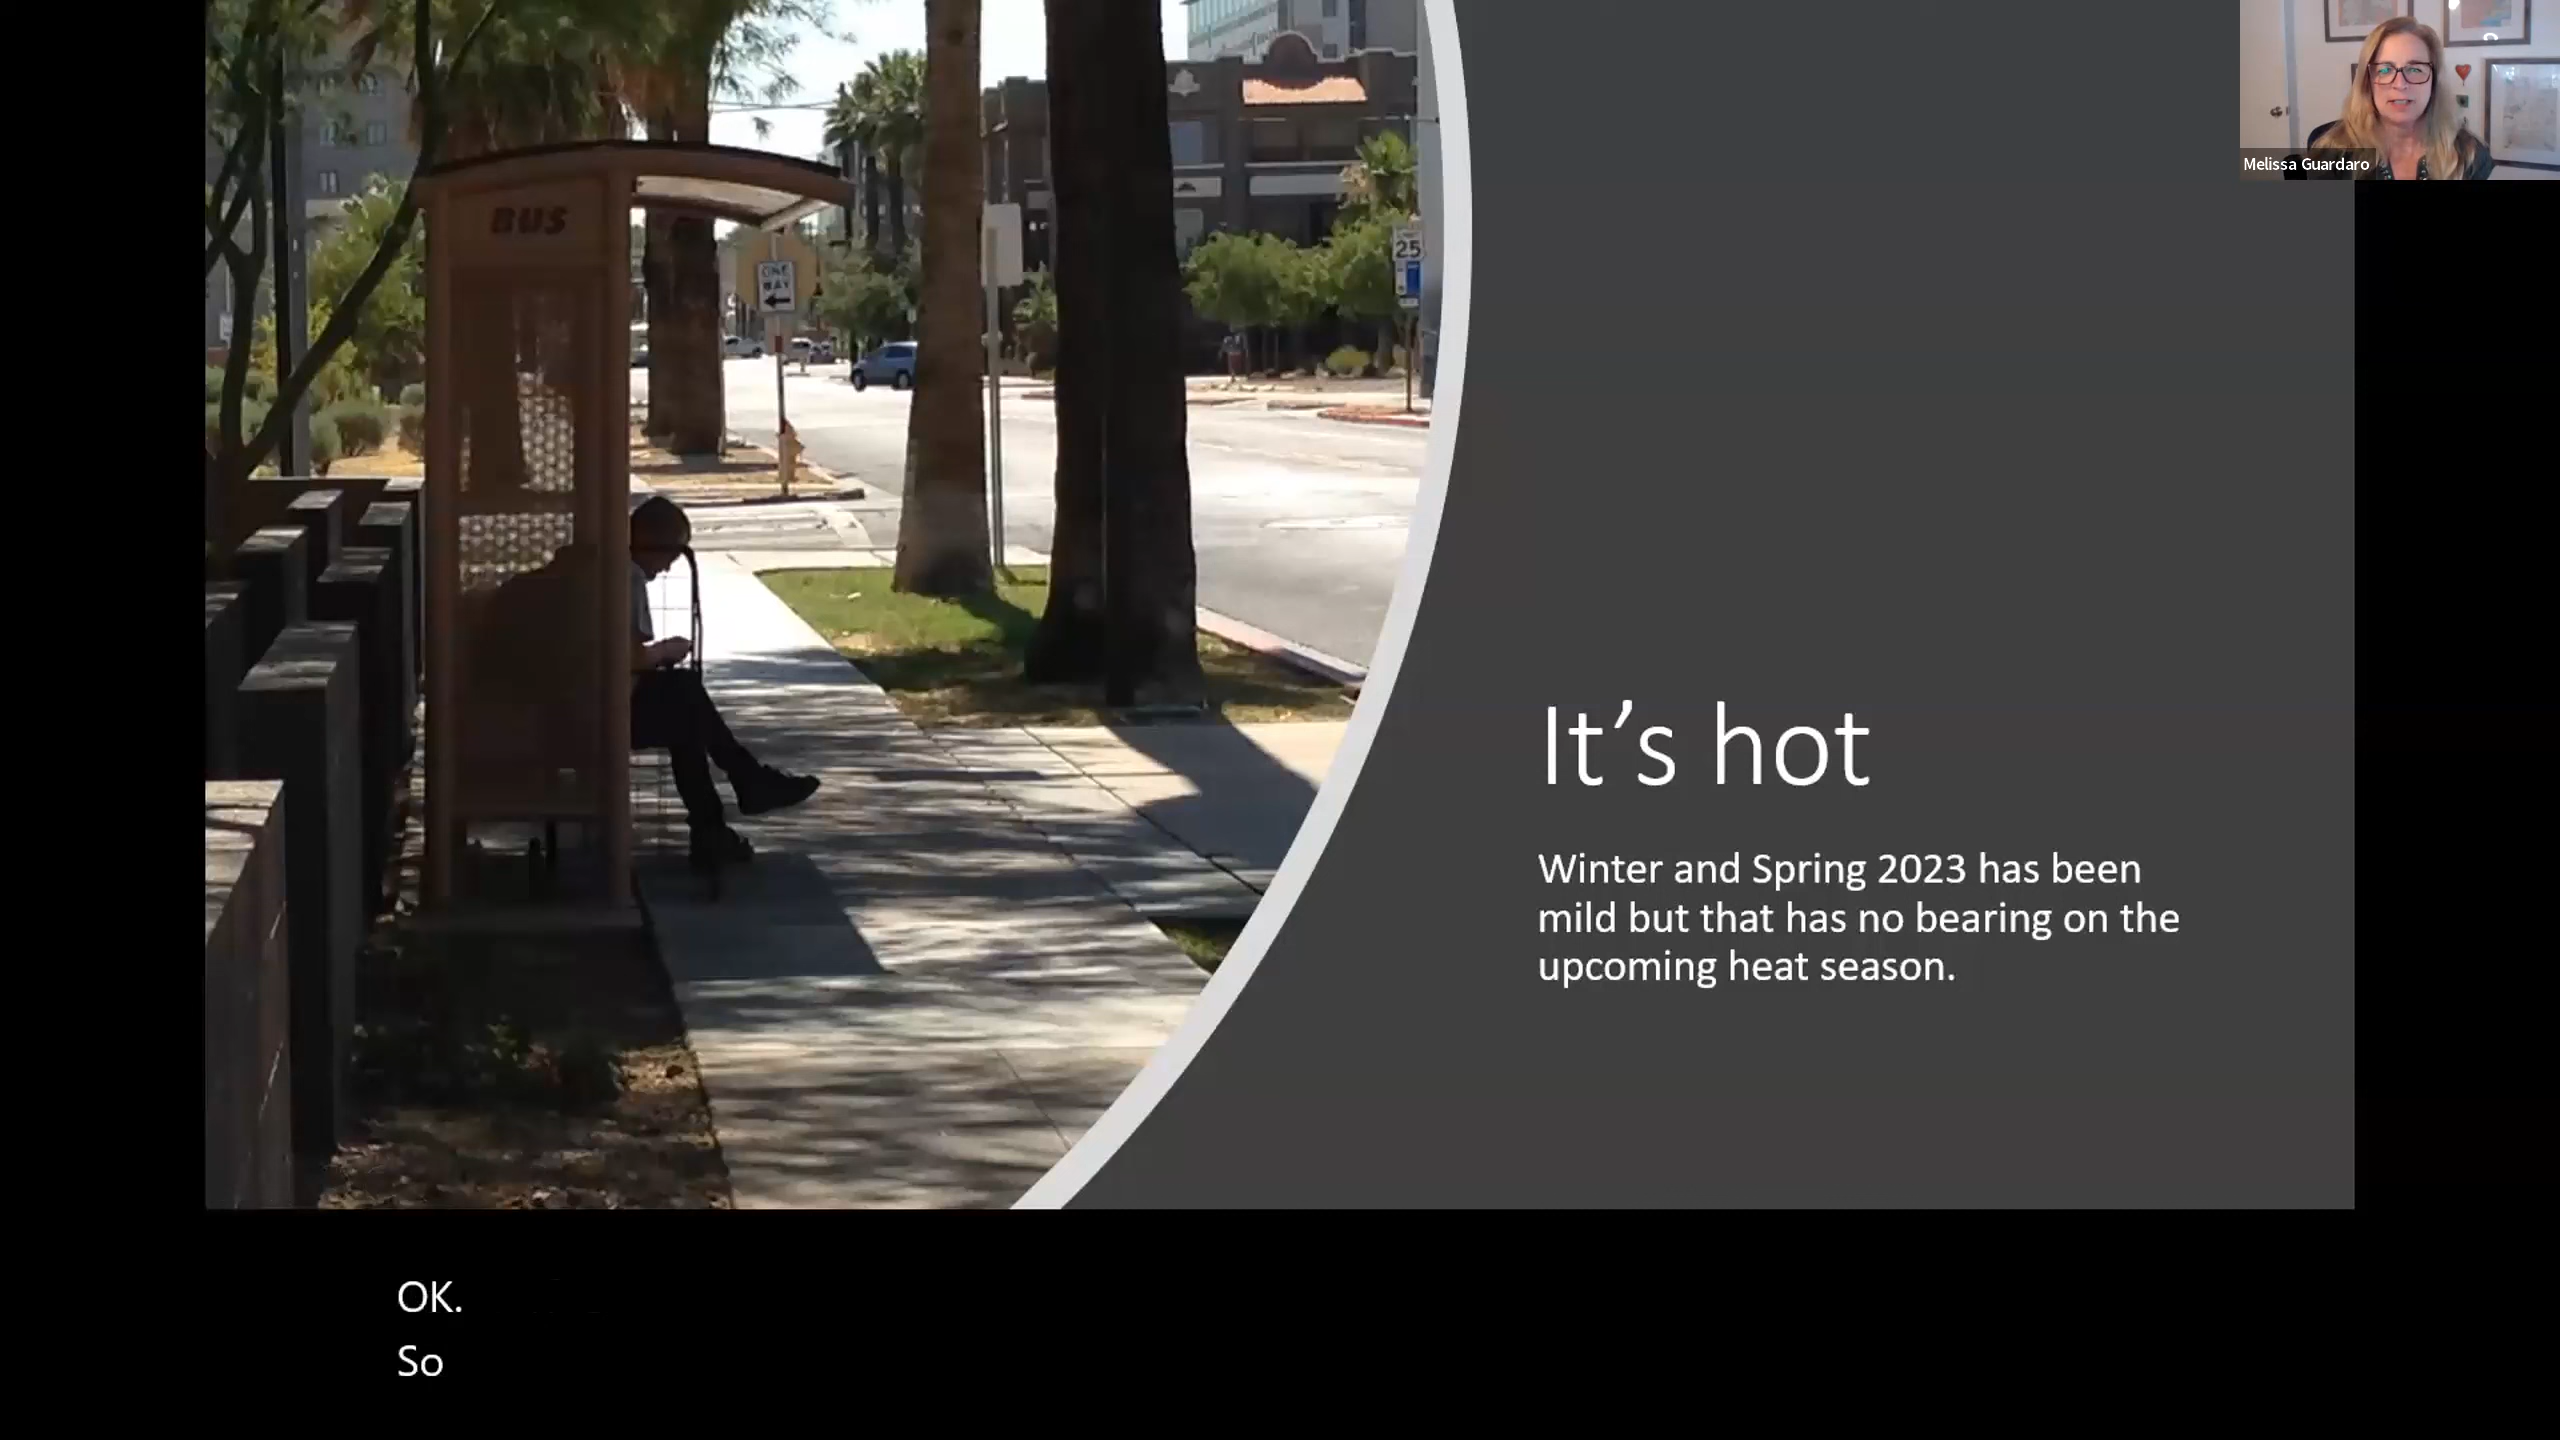 Melissa Guardaro
BUS
ONE
WAY
25
It's hot
Winter and Spring 2023 has been
mild but that has no bearing on the
upcoming heat season.
OK.
So